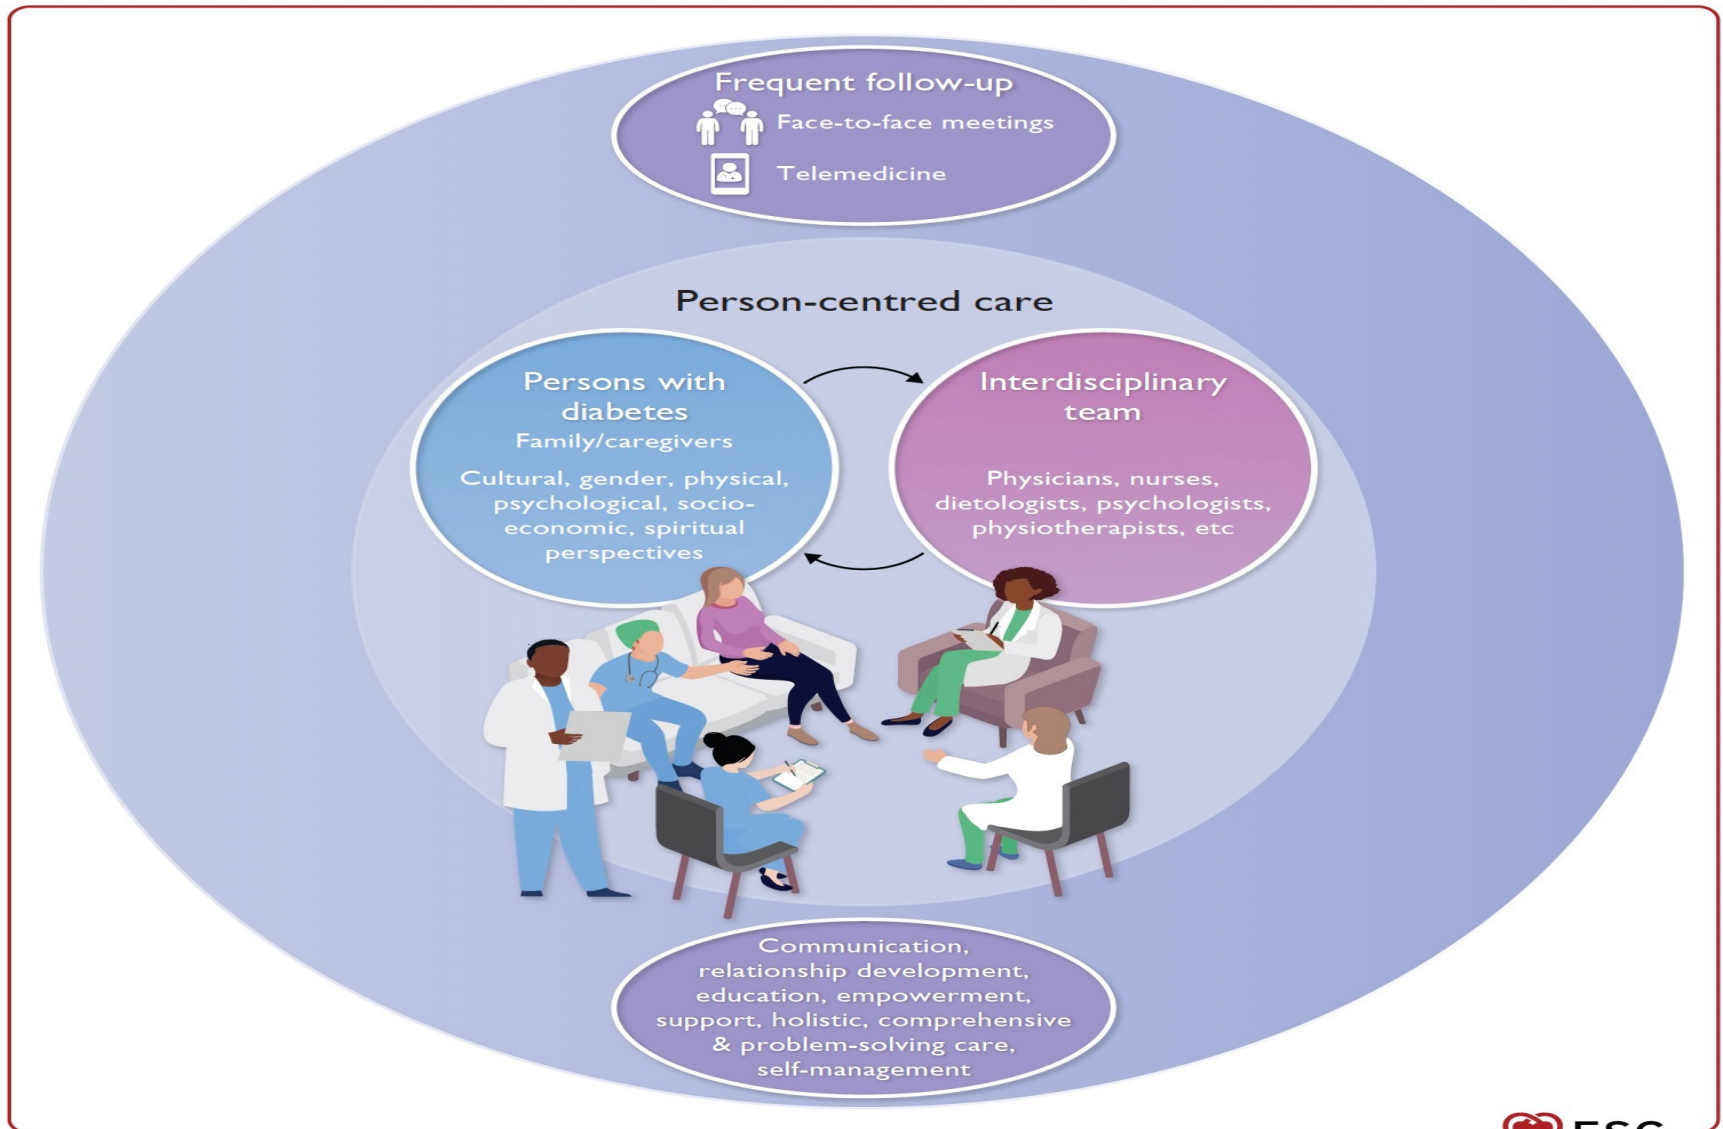 Frequent follow-up
Face-to-face meetings
Telemedicine
Person-centred care
Persons with
diabetes
Family/caregivers
Cultural, gender, physical,
psychological, socio-
economic, spiritual
perspectives
Interdisciplinary
team
Physicians, nurses,
dietologists, psychologists,
physiotherapists, etc
Communication,
relationship development,
education, empowerment,
support, holistic, comprehensive
& problem-solving care,
self-management
ESC